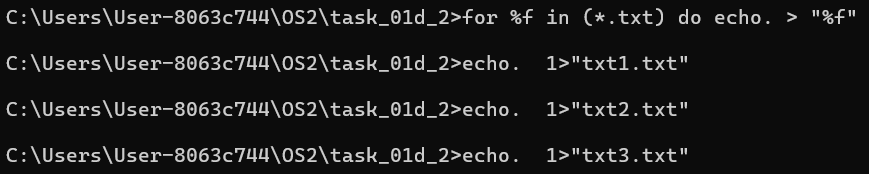 C:\Users\User-8063c744\OS2\task_01d_2>for %f in (*.txt) do echo. > "%f"
C:\Users\User-8063c744\OS2\task_01d_2>echo.  1>"txt1.txt"
C:\Users\User-8063c744\OS2\task_01d_2>echo.  1>"txt2.txt"
C:\Users\User-8063c744\OS2\task_01d_2>echo.  1>"txt3.txt"